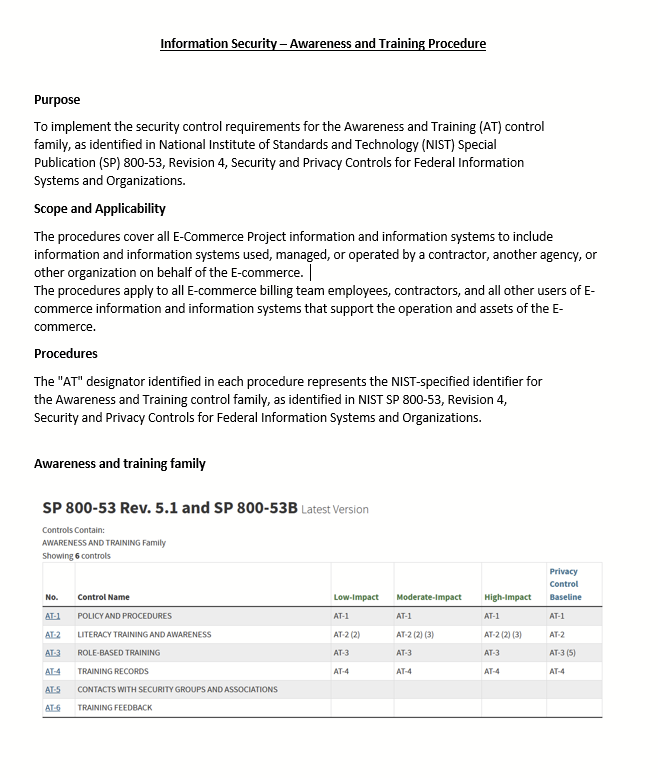 Information Security – Awareness and Training Procedure
Purpose
To implement the security control requirements for the Awareness and Training (AT) control
family, as identified in National Institute of Standards and Technology (NIST) Special
Publication (SP) 800-53, Revision 4, Security and Privacy Controls for Federal Information
Systems and Organizations.
Scope and Applicability
The procedures cover all E-Commerce Project information and information systems to include
information and information systems used, managed, or operated by a contractor, another agency, or
other organization on behalf of the E-commerce.
The procedures apply to all E-commerce billing team employees, contractors, and all other users of E-
commerce information and information systems that support the operation and assets of the E-
commerce.
Procedures
The "AT" designator identified in each procedure represents the NIST-specified identifier for
the Awareness and Training control family, as identified in NIST SP 800-53, Revision 4,
Security and Privacy Controls for Federal Information Systems and Organizations.
Awareness and training family
SP 800-53 Rev. 5.1 and SP 800-53B Latest Version
Controls Contain:
AWARENESS AND TRAINING Family
Showing 6 controls
No. Control Name Low-Impact Moderate-Impact High-Impact Privacy Control Baseline
AT-1 POLICY AND PROCEDURES AT-1 AT-1 AT-1 AT-1
AT-2 LITERACY TRAINING AND AWARENESS AT-2 (2) AT-2 (2) (3) AT-2 (2) (3) AT-2
AT-3 ROLE-BASED TRAINING AT-3 AT-3 AT-3 AT-3 (5)
AT-4 TRAINING RECORDS AT-4 AT-4 AT-4 AT-4
AT-5 CONTACTS WITH SECURITY GROUPS AND ASSOCIATIONS
AT-6 TRAINING FEEDBACK